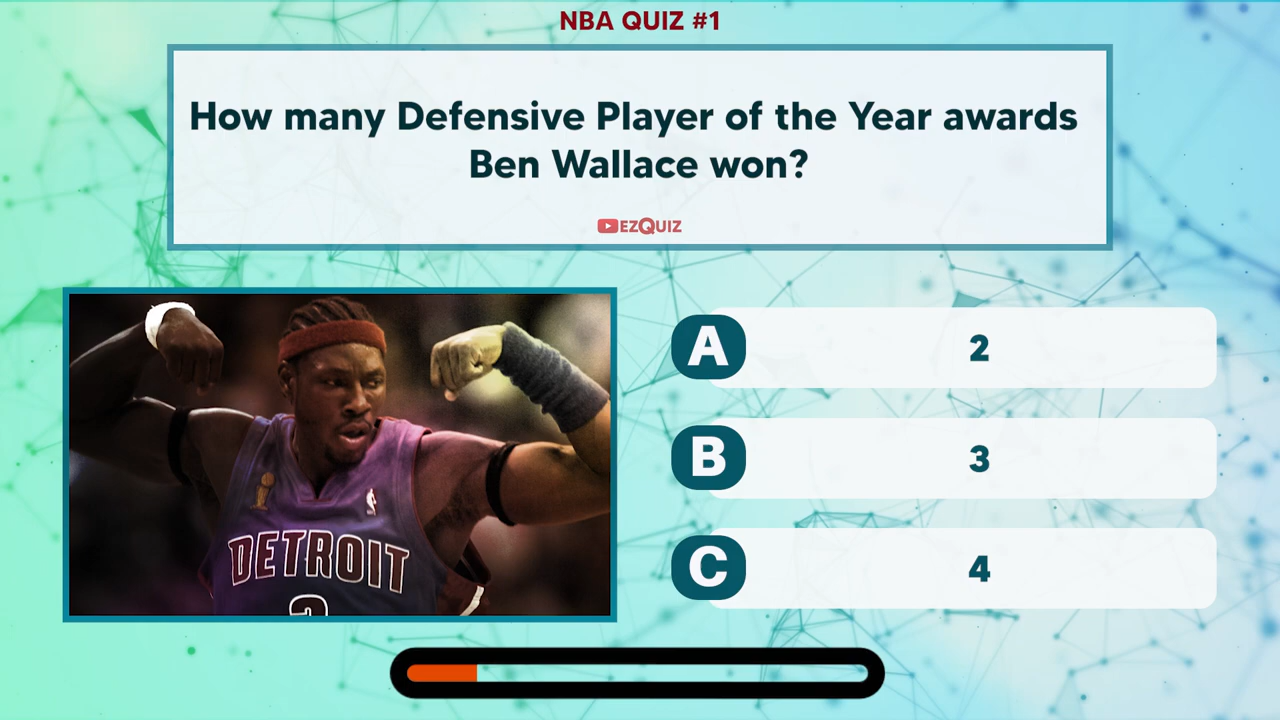 NBA QUIZ #1
How many Defensive Player of the Year awards
Ben Wallace won?
EZQUIZ
A 2
B 3
C 4
DETROIT